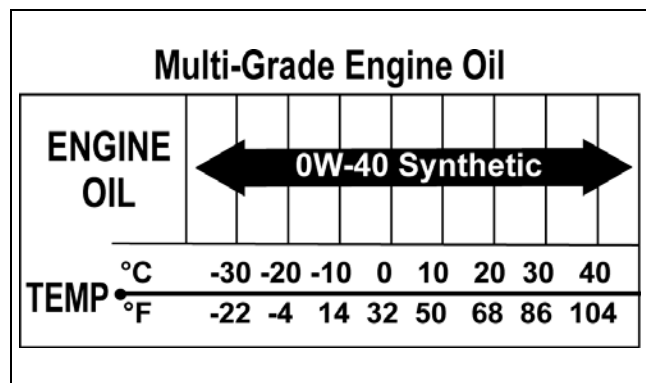 Multi-Grade Engine Oil
ENGINE
OIL
0W-40 Synthetic
TEMP
°C -30 -20 -10 0 10 20 30 40
°F -22 -4 14 32 50 68 86 104